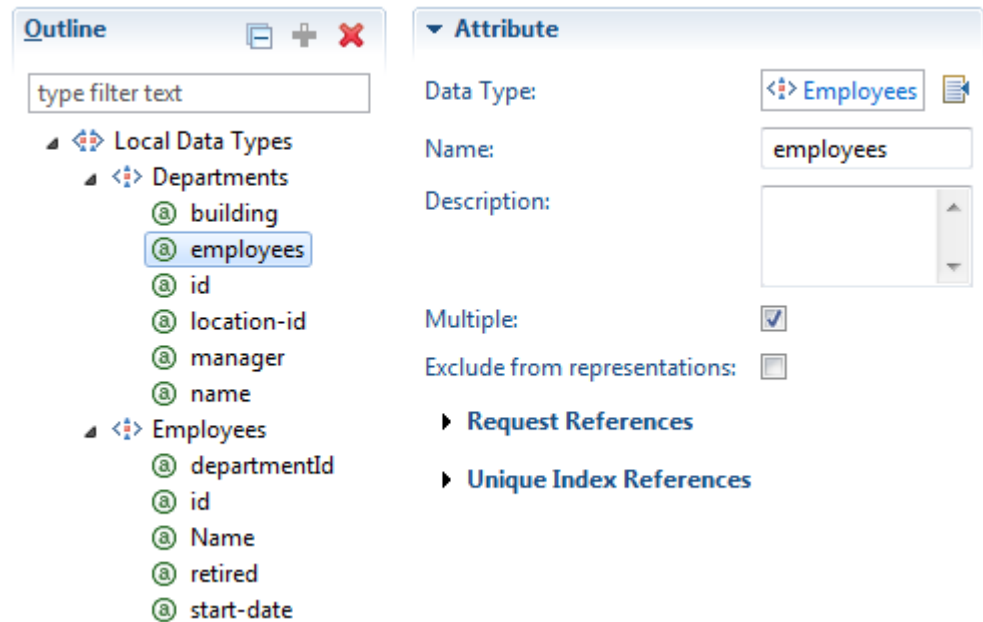 Outline
type filter text
Local Data Types
Departments
building
employees
id
location-id
manager
name
Employees
departmentId
id
Name
retired
start-date
Attribute
Data Type: Employees
Name: employees
Description:
Multiple:
Exclude from representations:
Request References
Unique Index References